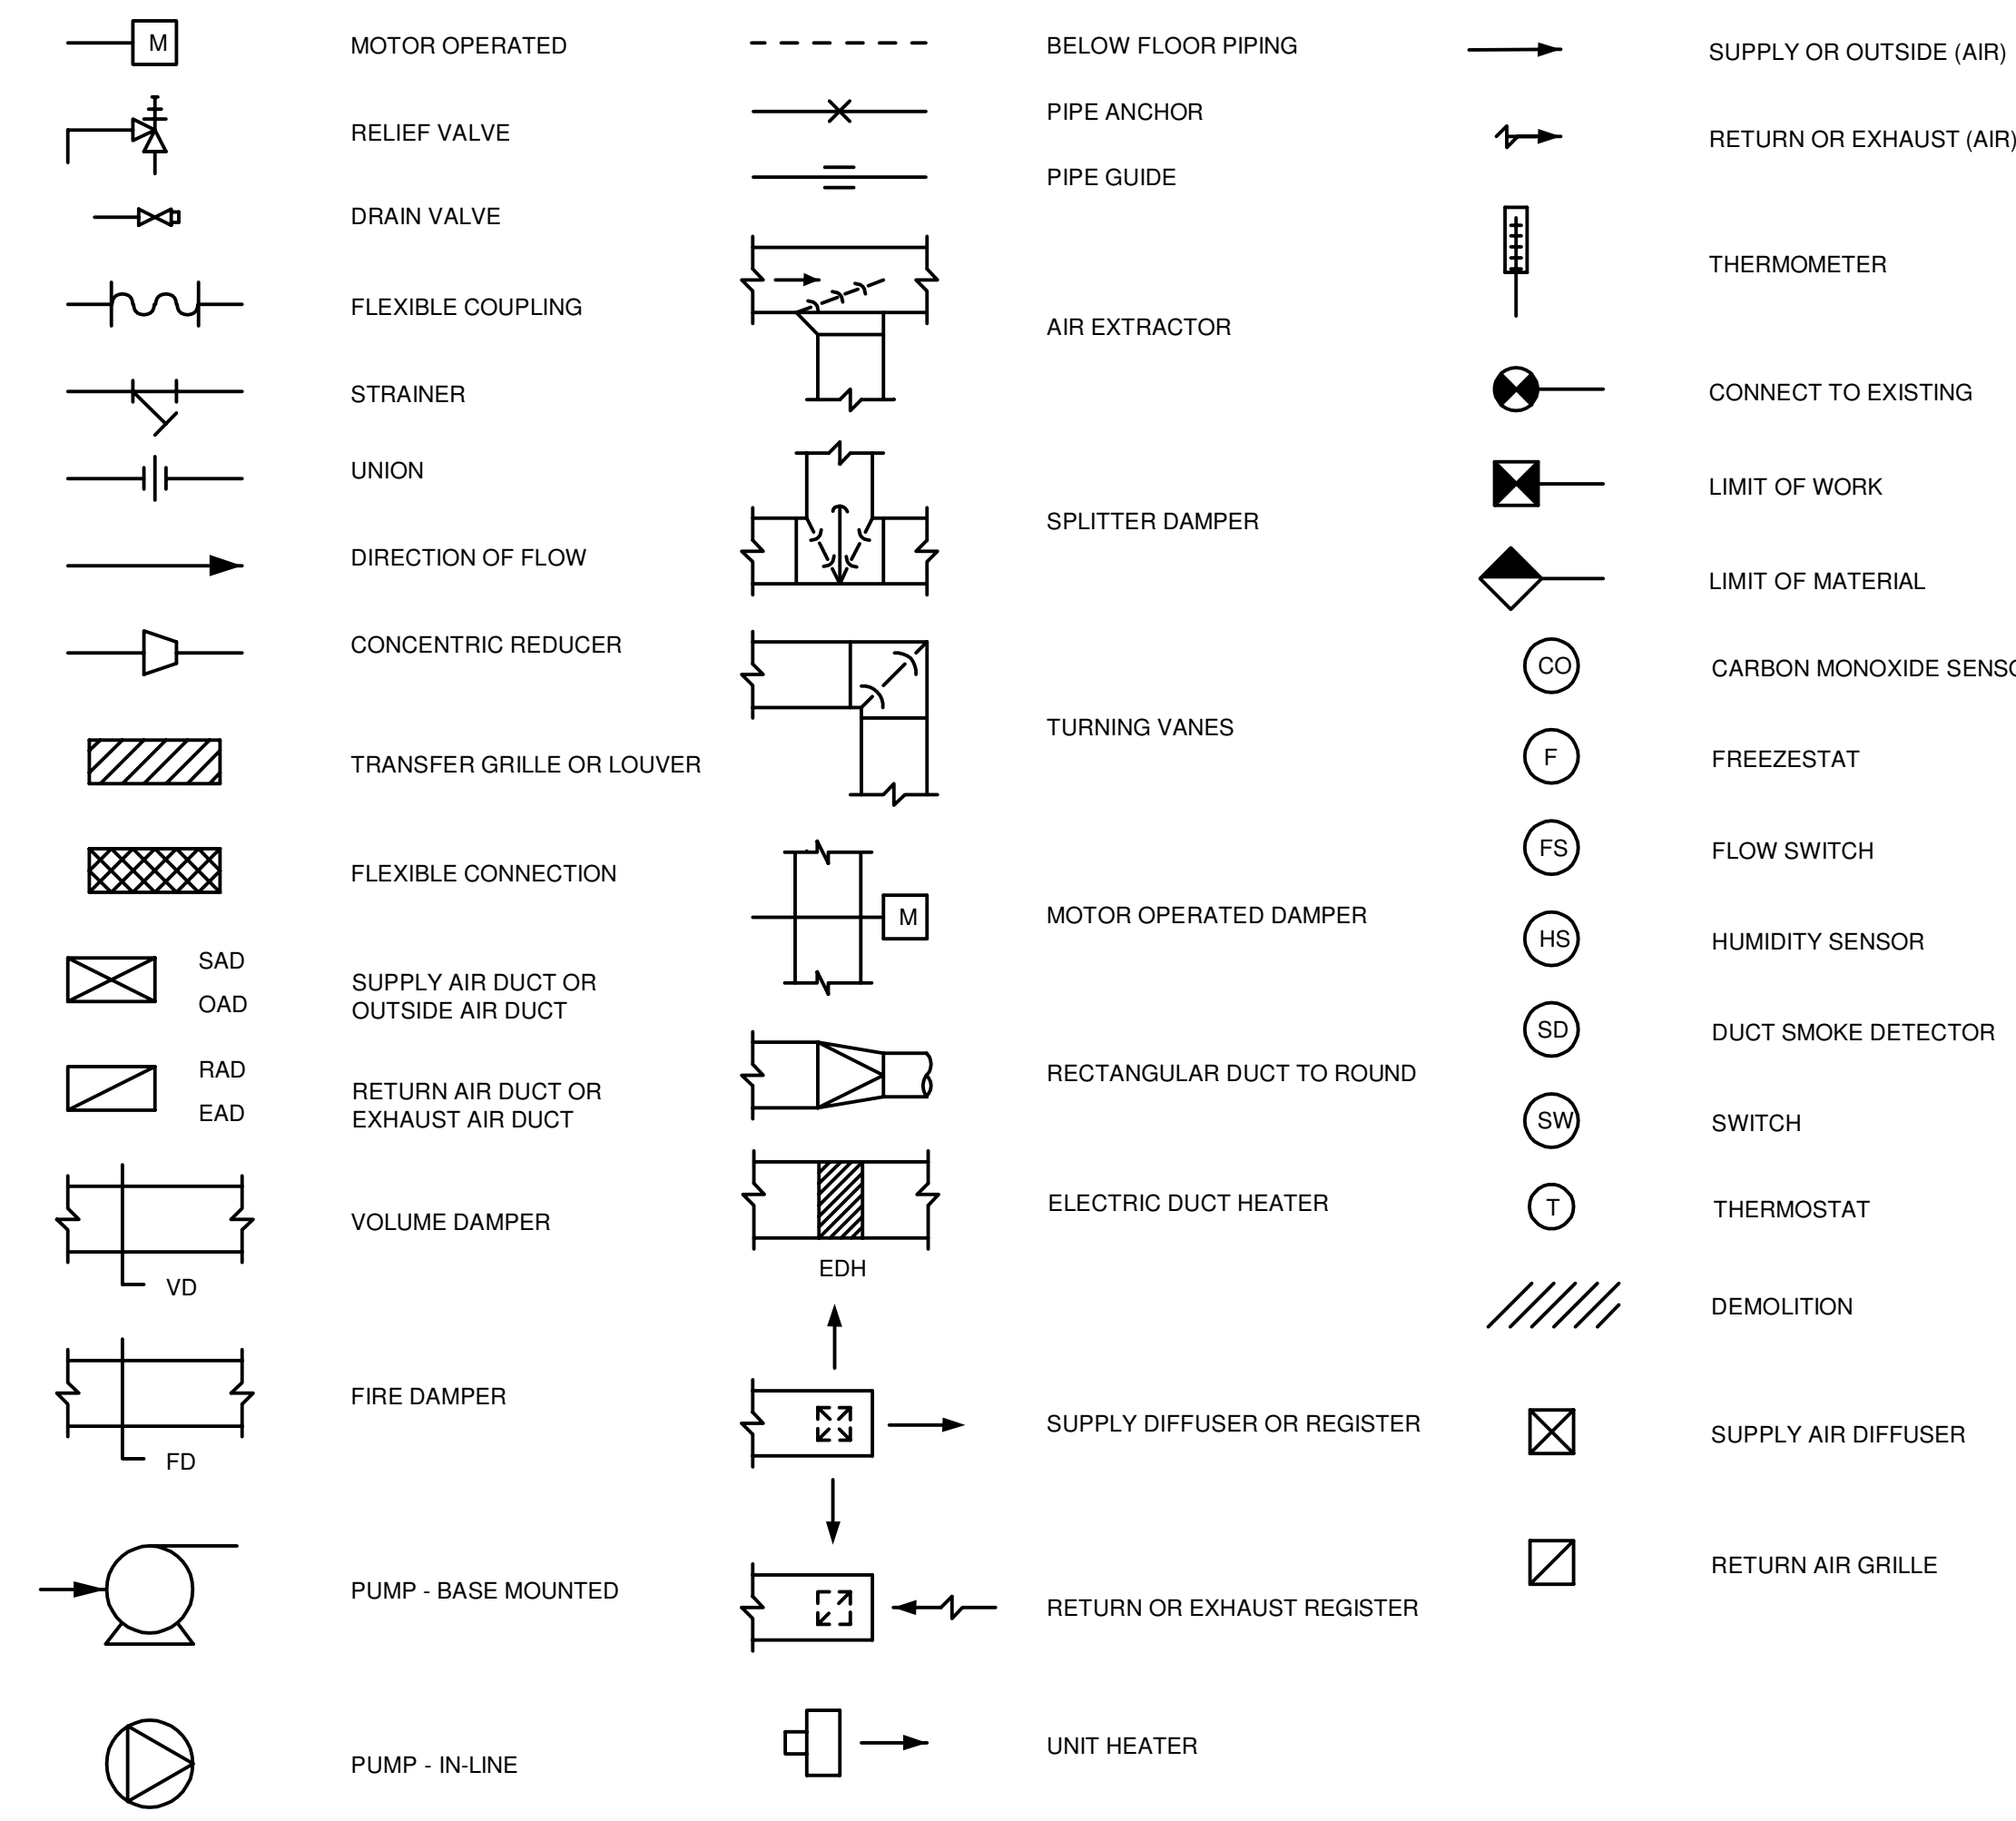 M
MOTOR OPERATED
RELIEF VALVE
DRAIN VALVE
FLEXIBLE COUPLING
STRAINER
UNION
DIRECTION OF FLOW
CONCENTRIC REDUCER
TRANSFER GRILLE OR LOUVER
FLEXIBLE CONNECTION
SAD
OAD
SUPPLY AIR DUCT OR
OUTSIDE AIR DUCT
RAD
EAD
RETURN AIR DUCT OR
EXHAUST AIR DUCT
VOLUME DAMPER
VD
FIRE DAMPER
FD
PUMP - BASE MOUNTED
PUMP - IN-LINE
BELOW FLOOR PIPING
PIPE ANCHOR
PIPE GUIDE
AIR EXTRACTOR
SPLITTER DAMPER
TURNING VANES
M
MOTOR OPERATED DAMPER
RECTANGULAR DUCT TO ROUND
ELECTRIC DUCT HEATER
EDH
SUPPLY DIFFUSER OR REGISTER
RETURN OR EXHAUST REGISTER
UNIT HEATER
SUPPLY OR OUTSIDE (AIR)
RETURN OR EXHAUST (AIR)
THERMOMETER
CONNECT TO EXISTING
LIMIT OF WORK
LIMIT OF MATERIAL
CO
CARBON MONOXIDE
F
FREEZESTAT
FS
FLOW SWITCH
HS
HUMIDITY SENSOR
SD
DUCT SMOKE DETECTOR
SW
SWITCH
T
THERMOSTAT
DEMOLITION
SUPPLY AIR DIFFUSER
RETURN AIR GRILLE